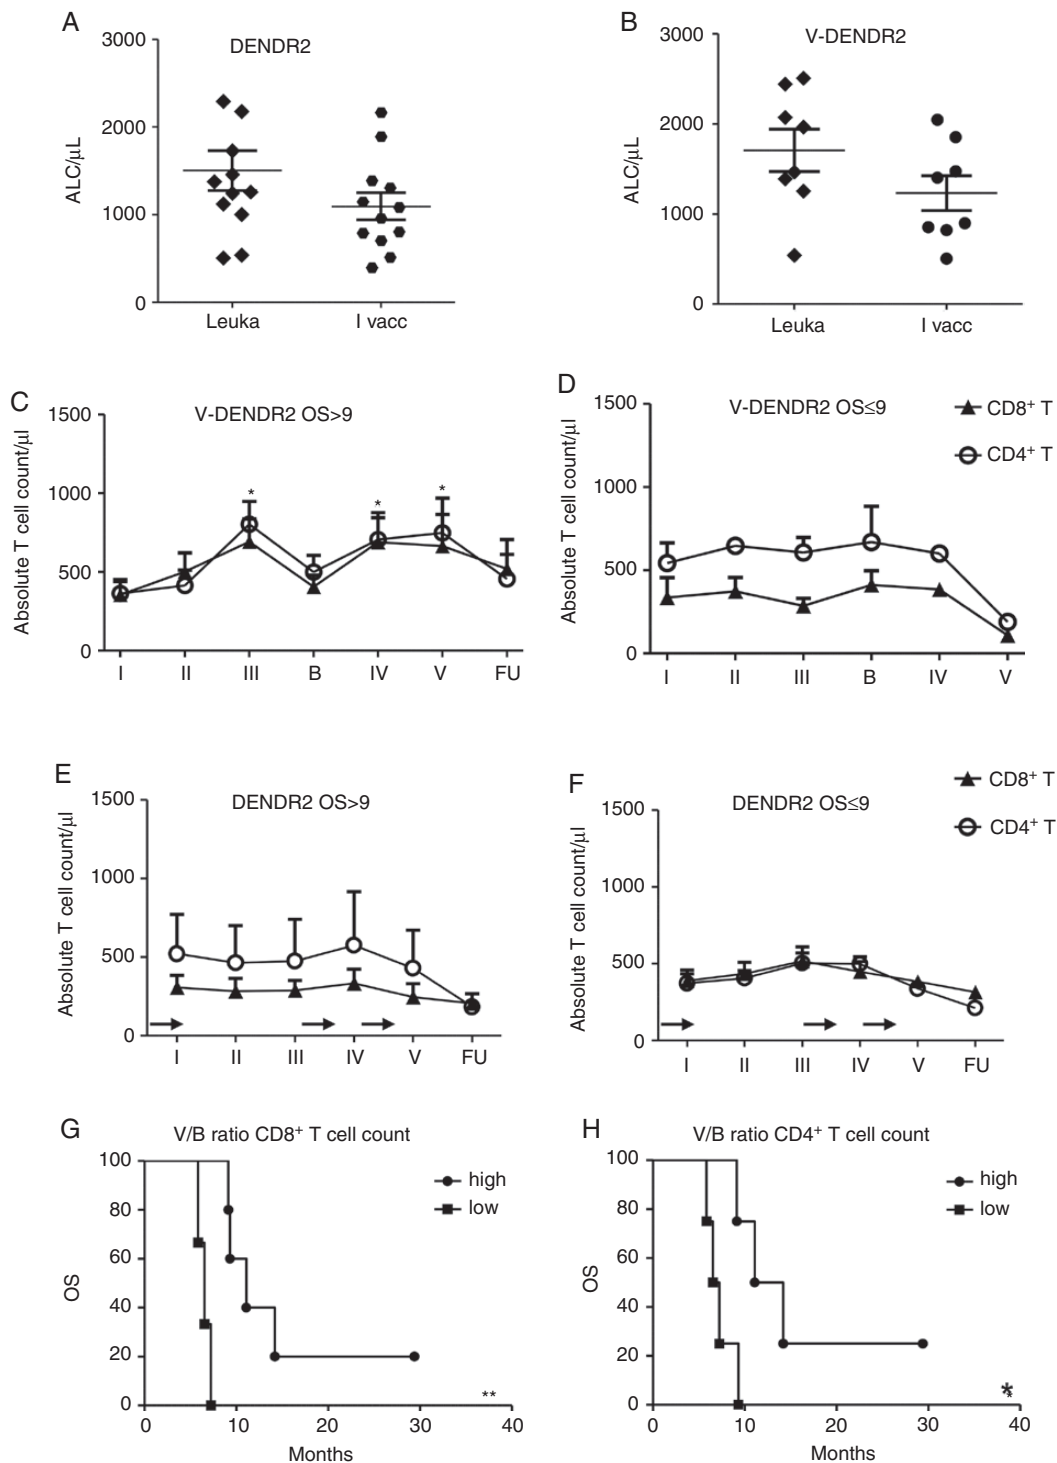 A
DENDR2
ALC/µL
3000
2000
1000
0
Leuka
I vacc
B
V-DENDR2
ALC/µL
3000
2000
1000
0
Leuka
I vacc
C
V-DENDR2 OS>9
Absolute T cell count/µl
1500
1000
500
0
*
*
*
I
II
III
B
IV
V
FU
D
V-DENDR2 OS≤9
CD8⁺ T
CD4⁺ T
Absolute T cell count/µl
1500
1000
500
0
I
II
III
B
IV
V
E
DENDR2 OS>9
Absolute T cell count/µl
1500
1000
500
0
I
II
III
IV
V
FU
F
DENDR2 OS≤9
CD8⁺ T
CD4⁺ T
Absolute T cell count/µl
1500
1000
500
0
I
II
III
IV
V
FU
G
V/B ratio CD8⁺ T cell count
high
low
OS
100
80
60
40
20
0
**
0
10
20
30
40
Months
H
V/B ratio CD4⁺ T cell count
high
low
OS
100
80
60
40
20
0
*
*
0
10
20
30
40
Months